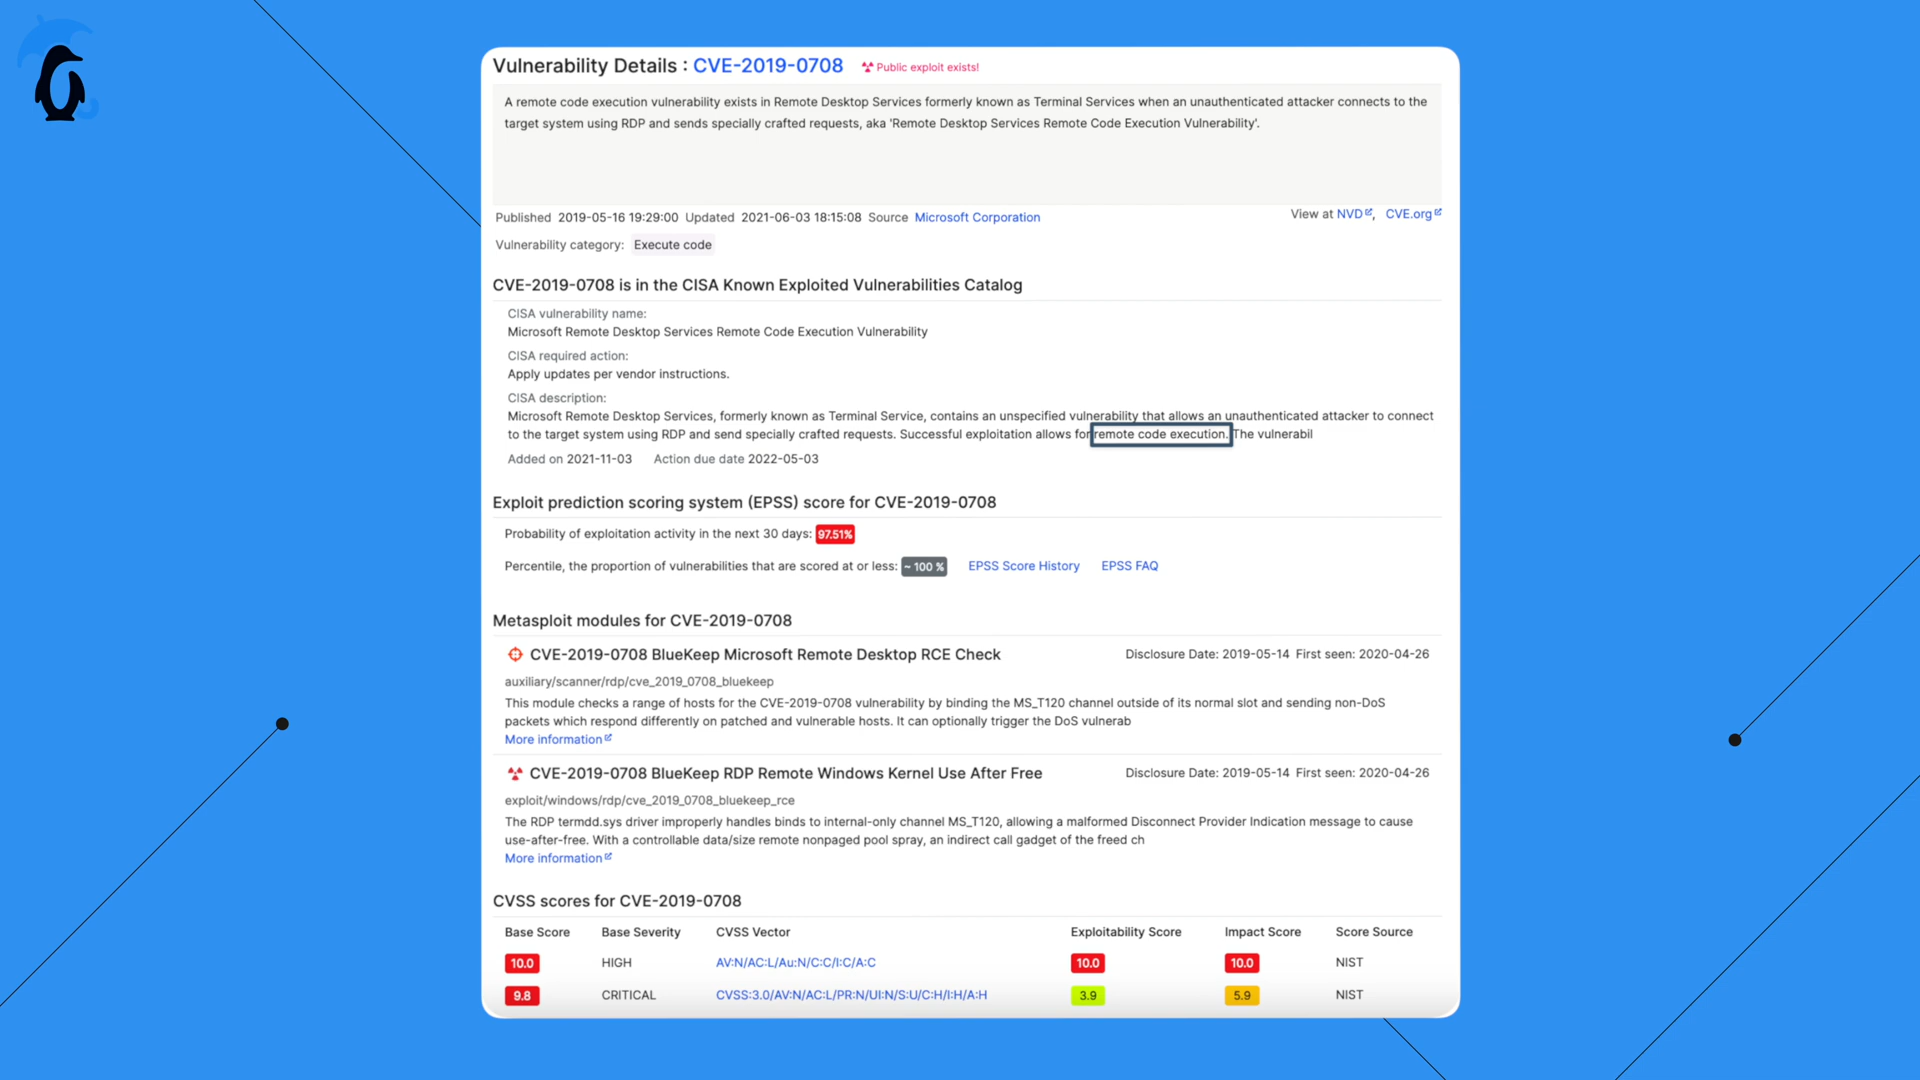 Vulnerability Details : CVE-2019-0708 Public exploit exists!
A remote code execution vulnerability exists in Remote Desktop Services formerly known as Terminal Services when an unauthenticated attacker connects to the
target system using RDP and sends specially crafted requests, aka 'Remote Desktop Services Remote Code Execution Vulnerability'.
Published 2019-05-16 19:29:00 Updated 2021-06-03 18:15:08 Source Microsoft Corporation
View at NVD, CVE.org
Vulnerability category: Execute code
CVE-2019-0708 is in the CISA Known Exploited Vulnerabilities Catalog
CISA vulnerability name:
Microsoft Remote Desktop Services Remote Code Execution Vulnerability
CISA required action:
Apply updates per vendor instructions.
CISA description:
Microsoft Remote Desktop Services, formerly known as Terminal Service, contains an unspecified vulnerability that allows an unauthenticated attacker to connect
to the target system using RDP and send specially crafted requests. Successful exploitation allows for remote code execution. The vulnerabil
Added on 2021-11-03 Action due date 2022-05-03
Exploit prediction scoring system (EPSS) score for CVE-2019-0708
Probability of exploitation activity in the next 30 days: 97.51%
Percentile, the proportion of vulnerabilities that are scored at or less: ~ 100 % EPSS Score History EPSS FAQ
Metasploit modules for CVE-2019-0708
CVE-2019-0708 BlueKeep Microsoft Remote Desktop RCE Check Disclosure Date: 2019-05-14 First seen: 2020-04-26
auxiliary/scanner/rdp/cve_2019_0708_bluekeep
This module checks a range of hosts for the CVE-2019-0708 vulnerability by binding the MS_T120 channel outside of its normal slot and sending non-DoS
packets which respond differently on patched and vulnerable hosts. It can optionally trigger the DoS vulnerab
More information
CVE-2019-0708 BlueKeep RDP Remote Windows Kernel Use After Free Disclosure Date: 2019-05-14 First seen: 2020-04-26
exploit/windows/rdp/cve_2019_0708_bluekeep_rce
The RDP termdd.sys driver improperly handles binds to internal-only channel MS_T120, allowing a malformed Disconnect Provider Indication message to cause
use-after-free. With a controllable data/size remote nonpaged pool spray, an indirect call gadget of the freed ch
More information
CVSS scores for CVE-2019-0708
Base Score Base Severity CVSS Vector Exploitability Score Impact Score Score Source
10.0 HIGH AV:N/AC:L/Au:N/C:C/I:C/A:C 10.0 10.0 NIST
9.8 CRITICAL CVSS:3.0/AV:N/AC:L/PR:N/UI:N/S:U/C:H/I:H/A:H 3.9 5.9 NIST